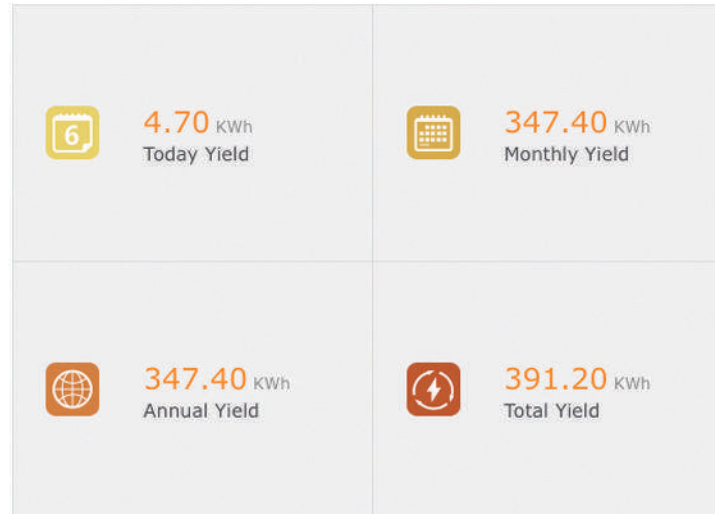 6
4.70 KWh
Today Yield
347.40 KWh
Monthly Yield
347.40 KWh
Annual Yield
391.20 KWh
Total Yield